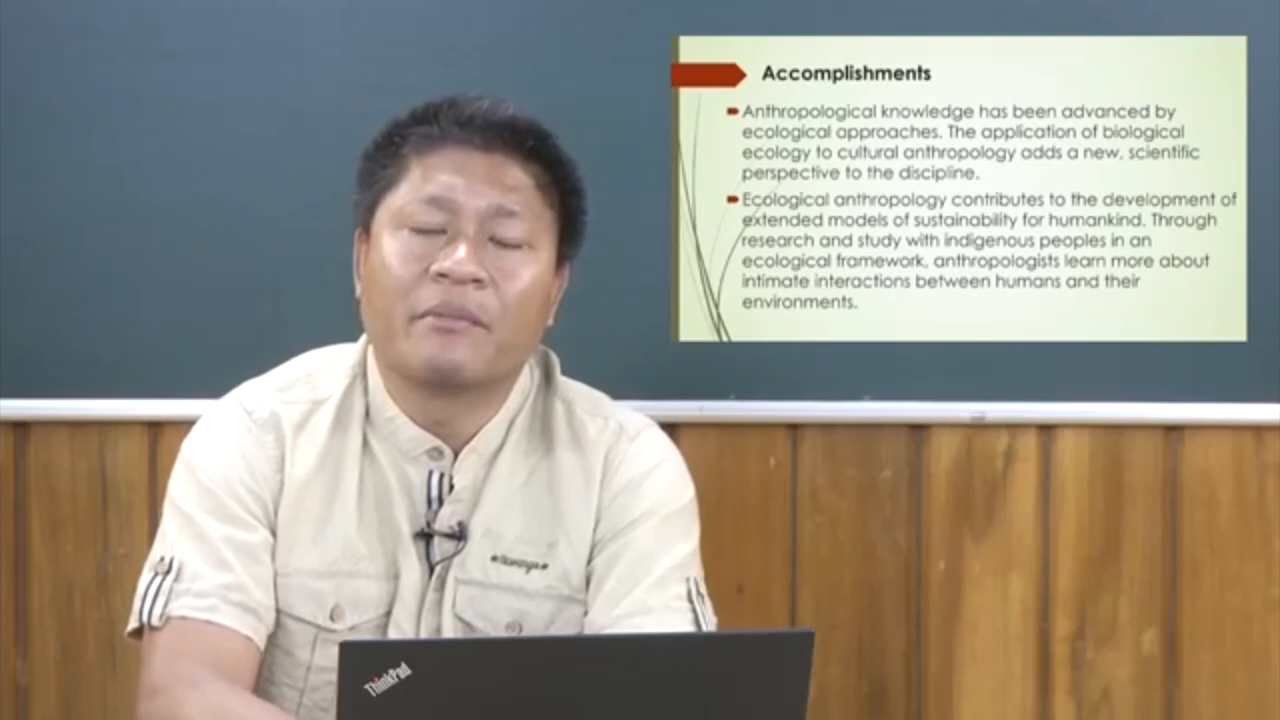 Accomplishments
Anthropological knowledge has been advanced by
ecological approaches. The application of biological
ecology to cultural anthropology adds a new, scientific
perspective to the discipline.
Ecological anthropology contributes to the development of
extended models of sustainability for humankind. Through
research and study with indigenous peoples in an
ecological framework, anthropologists learn more about
intimate interactions between humans and their
environments.
ThinkPad